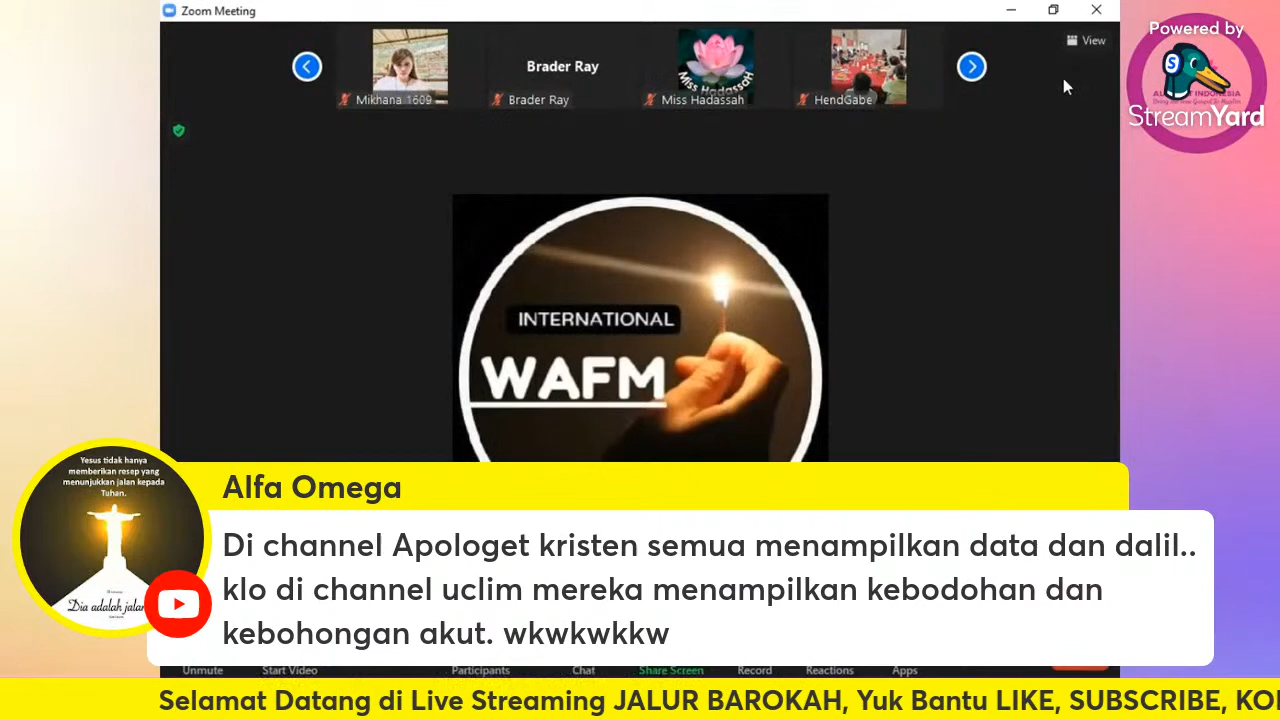 Zoom Meeting
Powered by
StreamYard
View
Brader Ray
Mikhana 1609
Brader Ray
Miss Hadassah
Miss Hadassah
HendGabe
INTERNATIONAL
WAFM
Yesus tidak hanya
memberikan resep yang
menunjukkan jalan kepada
Tuhan.
Dia adalah jalan
Alfa Omega
Di channel Apologet kristen semua menampilkan data dan dalil..
klo di channel uclim mereka menampilkan kebodohan dan
kebohongan akut. wkwkwkkw
Unmute
Start Video
Participants
Chat
Share Screen
Record
Reactions
Apps
Selamat Datang di Live Streaming JALUR BAROKAH, Yuk Bantu LIKE, SUBSCRIBE, KO